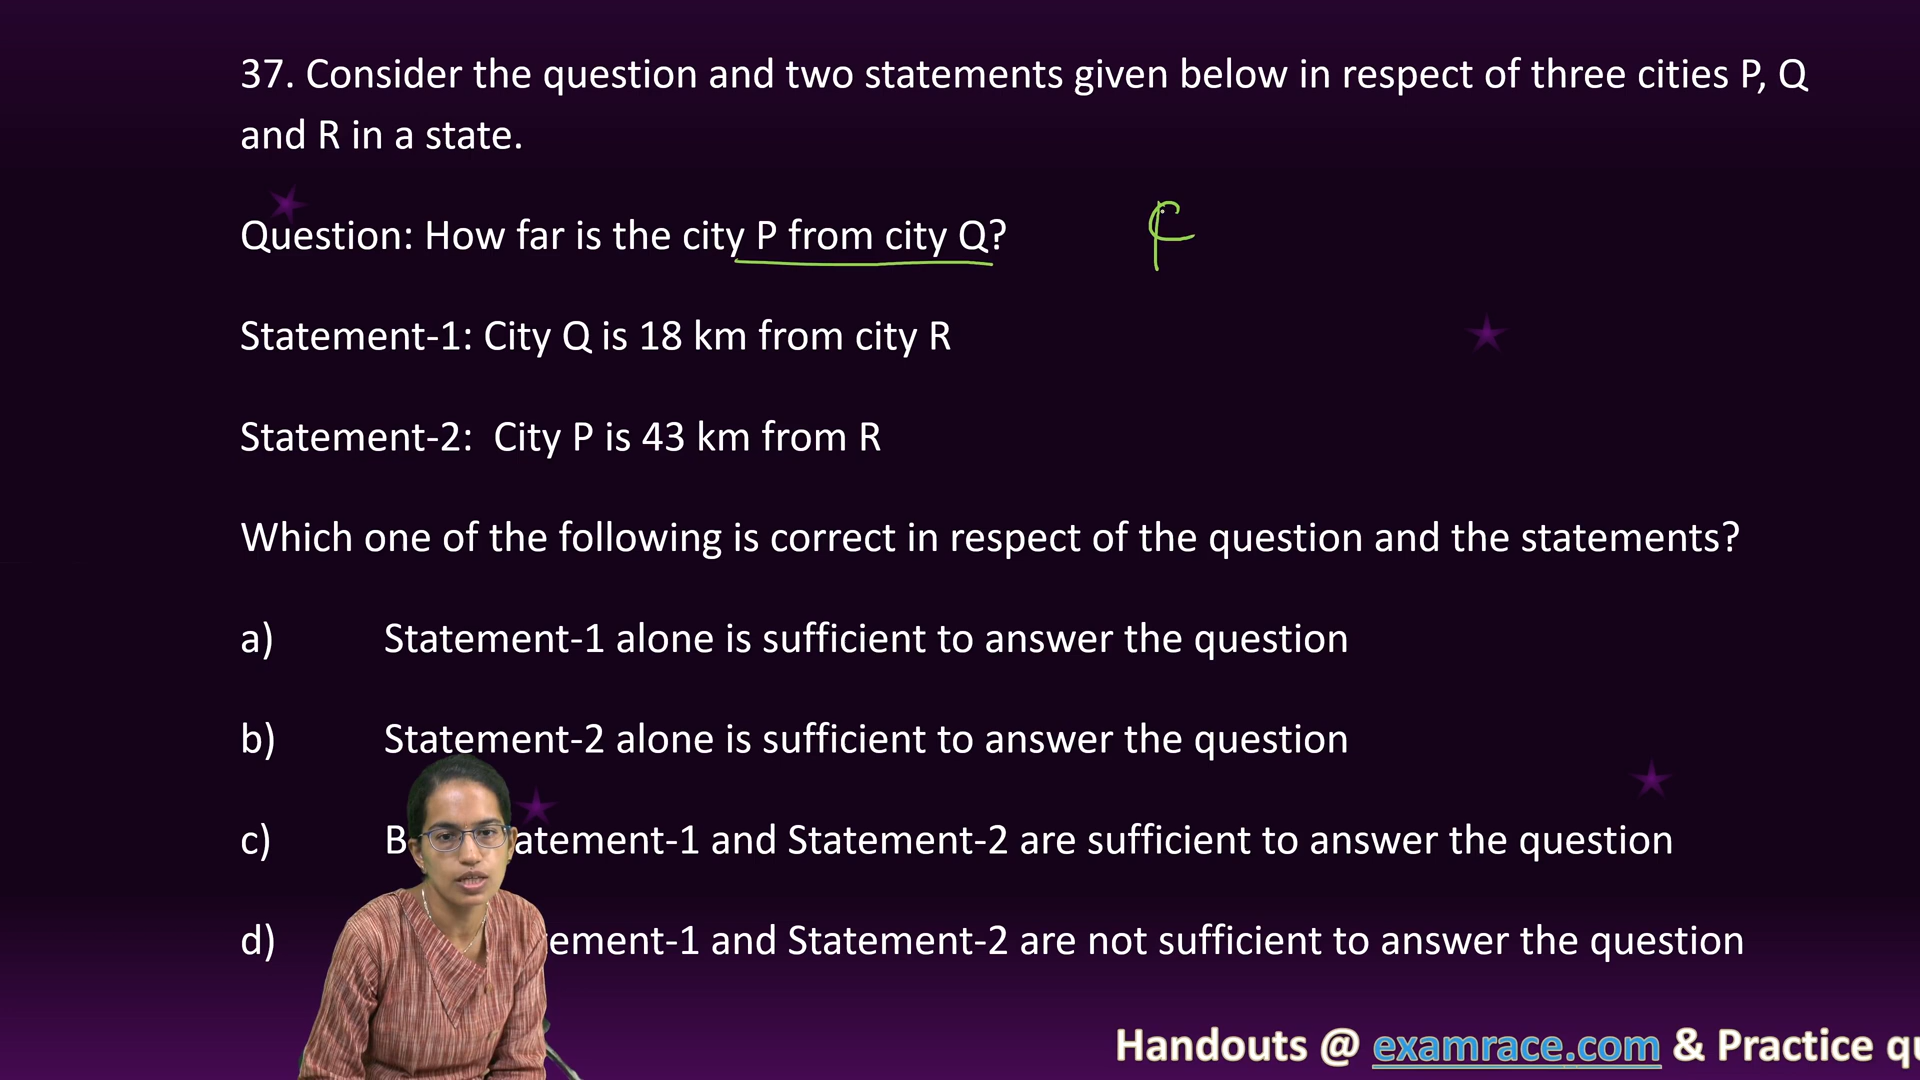 37. Consider the question and two statements given below in respect of three cities P, Q
and R in a state.
Question: How far is the city P from city Q?
Statement-1: City Q is 18 km from city R
Statement-2: City P is 43 km from R
Which one of the following is correct in respect of the question and the statements?
a) Statement-1 alone is sufficient to answer the question
b) Statement-2 alone is sufficient to answer the question
c) atement-1 and Statement-2 are sufficient to answer the question
d) ement-1 and Statement-2 are not sufficient to answer the question
Handouts @ examrace.com & Practice